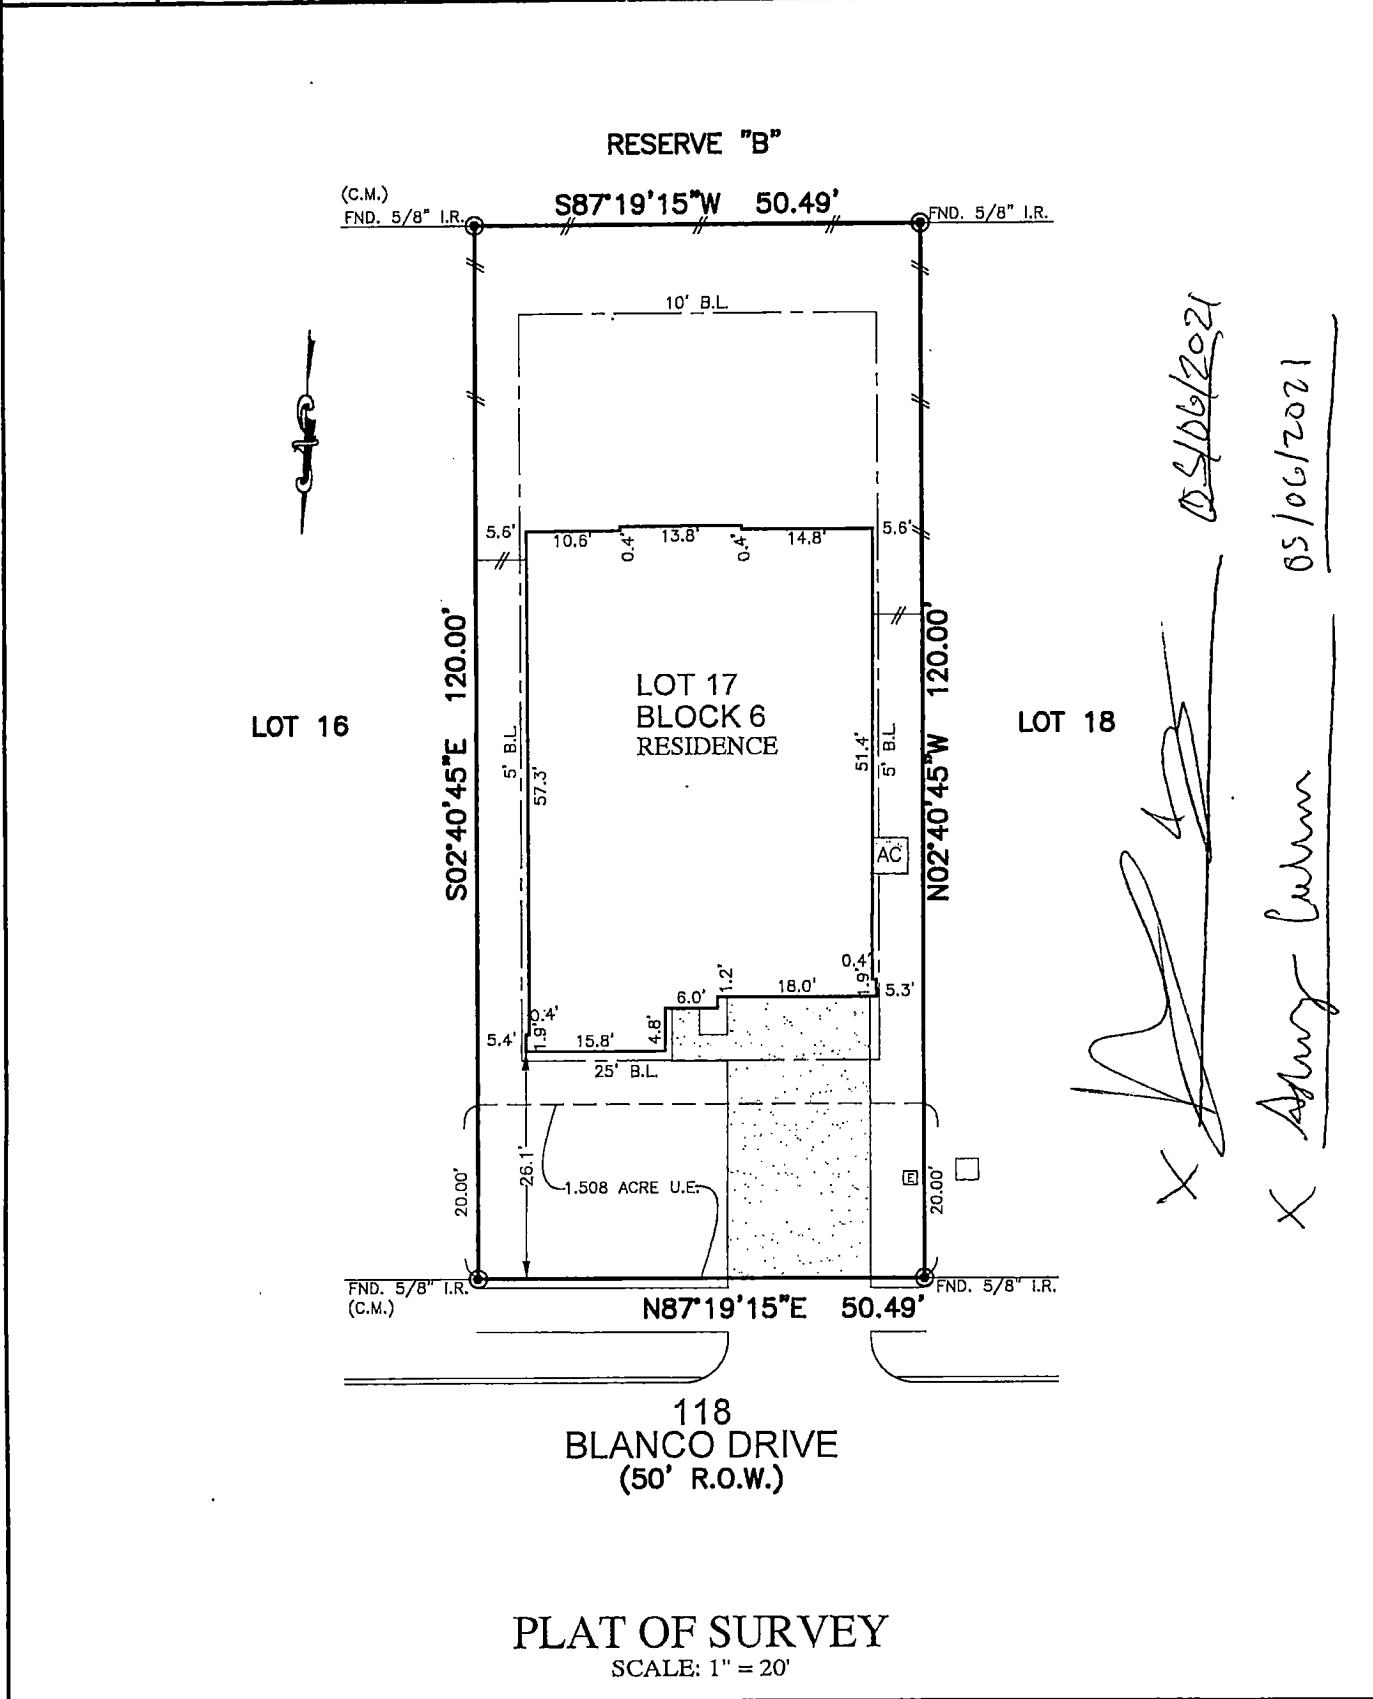 RESERVE "B"
(C.M.)
FND. 5/8" I.R.
S87°19'15"W 50.49'
FND. 5/8" I.R.
10' B.L.
5.6'
10.6'
0.4'
13.8'
0.4'
14.8'
5.6'
S02°40'45"E 120.00'
N02°40'45"W 120.00'
LOT 16
LOT 17
BLOCK 6
RESIDENCE
LOT 18
5' B.L.
57.3'
51.4'
5' B.L.
AC
0.4'
1.9'
5.3'
18.0'
1.2'
6.0'
4.8'
0.4'
1.9'
5.4'
15.8'
25' B.L.
26.1'
1.508 ACRE U.E.
20.00'
E
20.00'
FND. 5/8" I.R.
(C.M.)
N87°19'15"E 50.49'
FND. 5/8" I.R.
118
BLANCO DRIVE
(50' R.O.W.)
PLAT OF SURVEY
SCALE: 1" = 20'
X 05/06/2021
X 05/06/2021